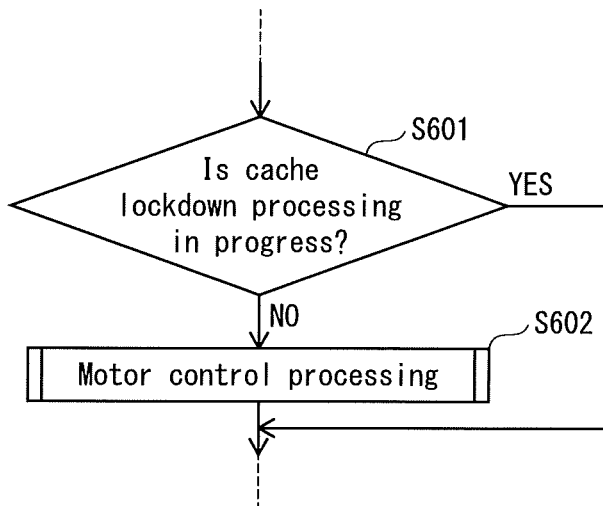 S601
Is cache
lockdown processing
in progress?
YES
NO
S602
Motor control processing